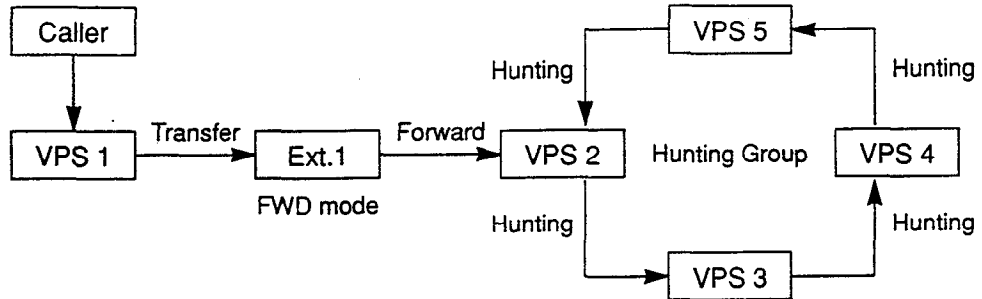 Caller
VPS 5
Hunting
Hunting
Transfer
Forward
VPS 1
Ext.1
VPS 2
Hunting Group
VPS 4
FWD mode
Hunting
Hunting
VPS 3